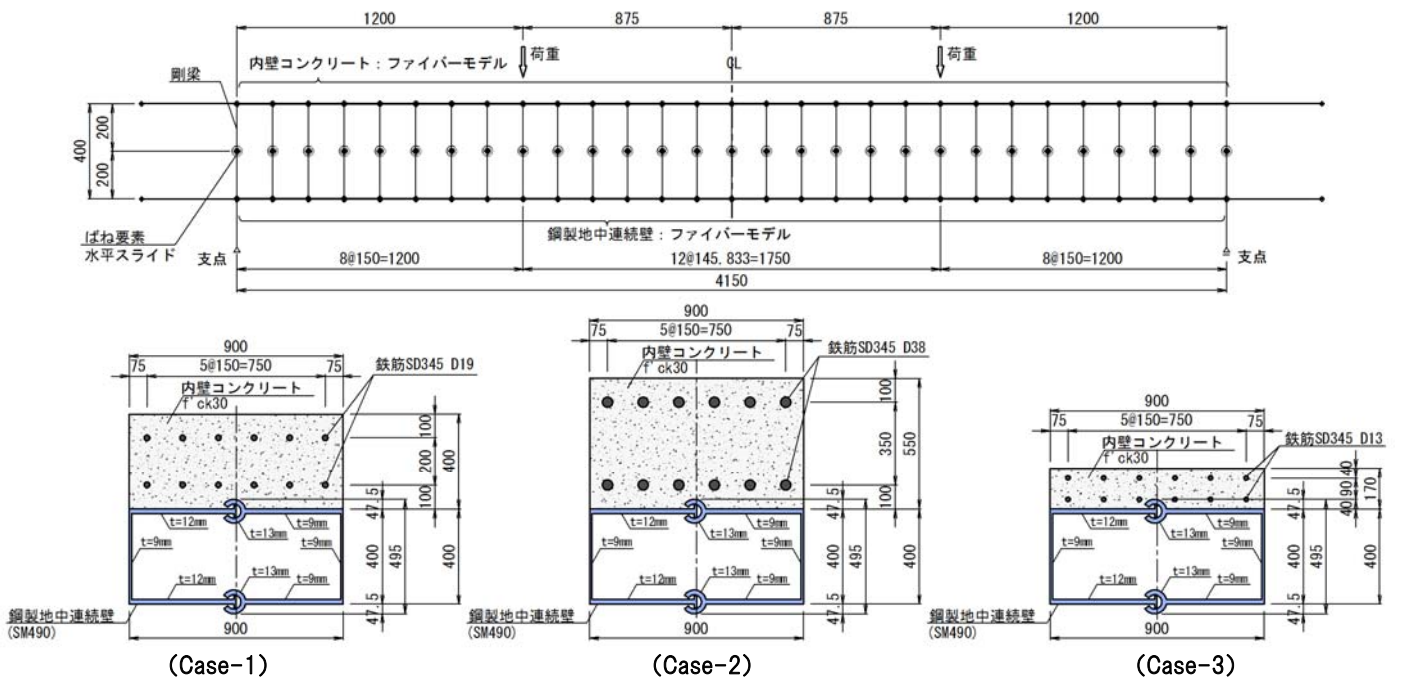 1200 875 875 1200
荷重 荷重
内壁コンクリート：ファイバーモデル CL
剛梁
400 200 200
ばね要素
水平スライド
支点 支点
鋼製地中連続壁：ファイバーモデル
8@150=1200 12@145.833=1750 8@150=1200
4150
900
75 5@150=750 75
鉄筋SD345 D19
内壁コンクリート
f'ck30
100 200 100 400
47.5 400 47.5 495 400
t=12mm t=9mm
t=9mm t=13mm t=9mm
t=13mm
t=12mm t=9mm
鋼製地中連続壁
(SM490)
900
(Case-1)
900
75 5@150=750 75
鉄筋SD345 D38
内壁コンクリート
f'ck30
100 350 100 550
47.5 400 47.5 495 400
t=12mm t=9mm
t=9mm t=13mm t=9mm
t=13mm
t=12mm t=9mm
鋼製地中連続壁
(SM490)
900
(Case-2)
900
75 5@150=750 75
鉄筋SD345 D13
内壁コンクリート
f'ck30
40 90 40 170
47.5 400 47.5 495 400
t=12mm t=9mm
t=9mm t=13mm t=9mm
t=13mm
t=12mm t=9mm
鋼製地中連続壁
(SM490)
900
(Case-3)